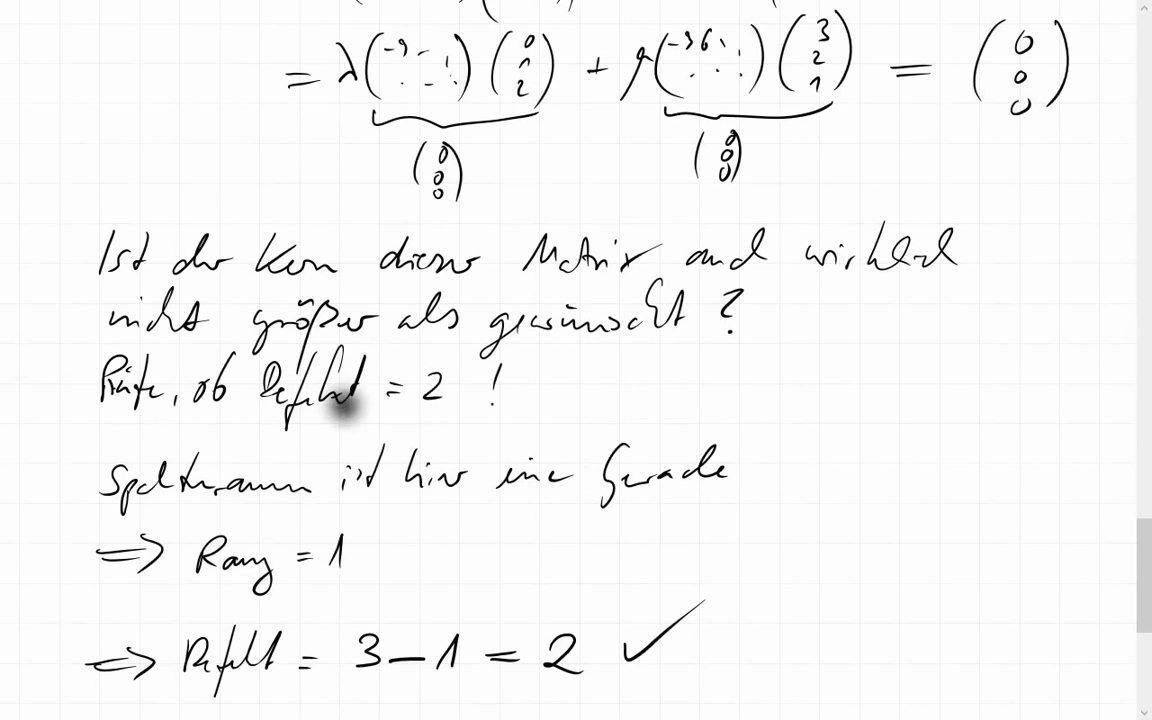 = λ(-9 ... )(0 1 2) + μ(-36 ... )(3 2 1) = (0 0 0)
(0 0 0) (0 0 0)
Ist der Kern dieser Matrix auch wirklich
nicht größer als gewünscht ?
Prüfe, ob Defekt = 2 !
Spaltenraum ist hier eine Gerade
⟹ Rang = 1
⟹ Defekt = 3 − 1 = 2 ✓